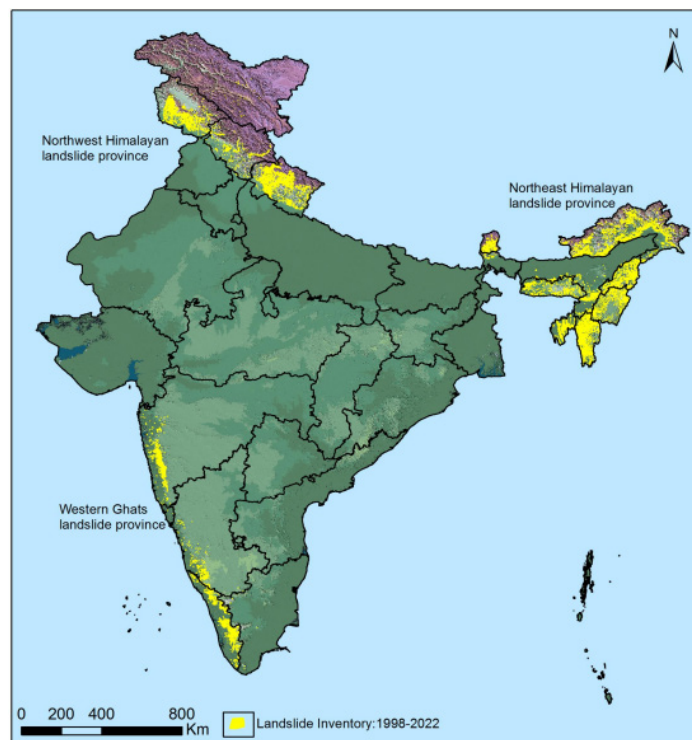 N
Northwest Himalayan
landslide province
Northeast Himalayan
landslide province
Western Ghats
landslide province
0 200 400 800
Km
Landslide Inventory:1998-2022